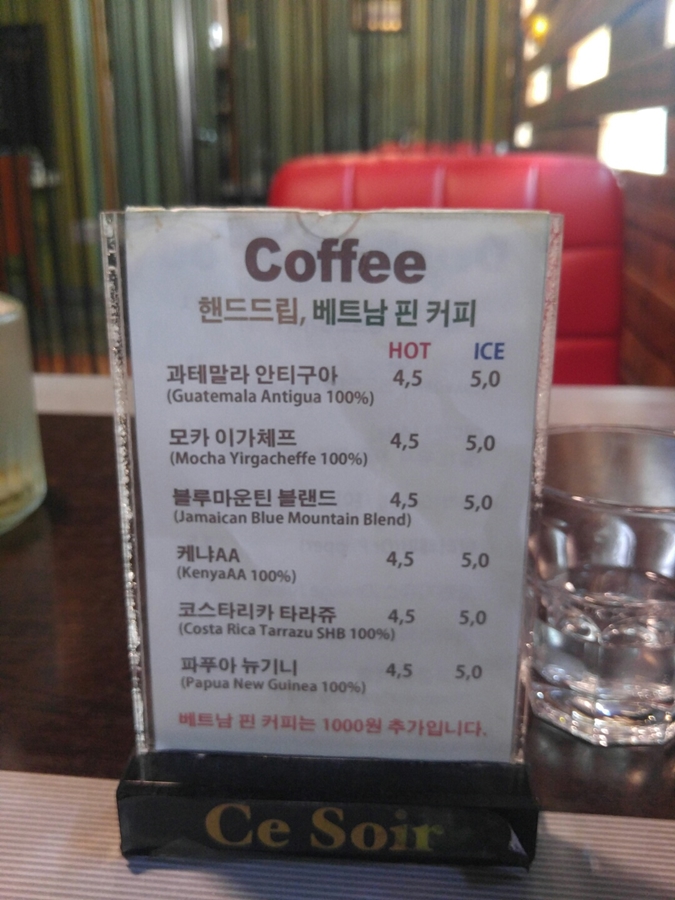 Coffee
핸드드립, 베트남 핀 커피
HOT ICE
과테말라 안티구아 4,5 5,0
(Guatemala Antigua 100%)
모카 이가체프 4,5 5,0
(Mocha Yirgacheffe 100%)
블루마운틴 블랜드 4,5 5,0
(Jamaican Blue Mountain Blend)
케냐AA 4,5 5,0
(KenyaAA 100%)
코스타리카 타라쥬 4,5 5,0
(Costa Rica Tarrazu SHB 100%)
파푸아 뉴기니 4,5 5,0
(Papua New Guinea 100%)
베트남 핀 커피는 1000원 추가입니다.
Ce Soir